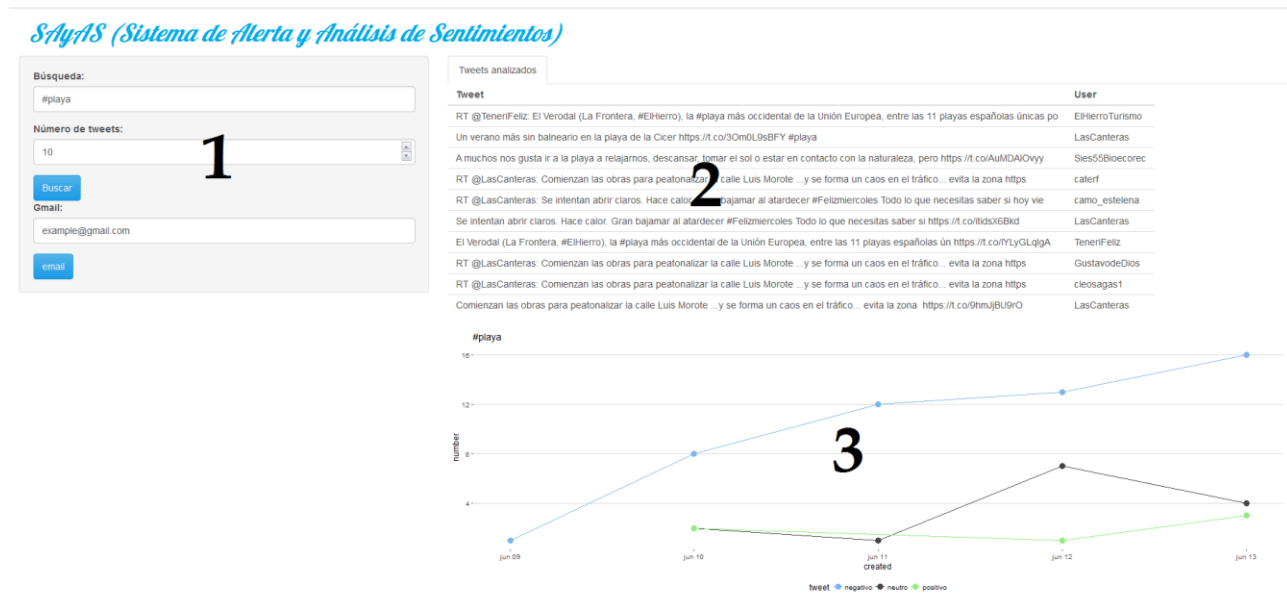 SAyAS (Sistema de Alerta y Análisis de Sentimientos)
Búsqueda:
#playa
Número de tweets:
10
1
Buscar
Gmail:
example@gmail.com
email
Tweets analizados
Tweet User
RT @TeneriFeliz: El Verodal (La Frontera, #ElHierro), la #playa más occidental de la Unión Europea, entre las 11 playas españolas únicas po ElHierroTurismo
Un verano más sin balneario en la playa de la Cicer https://t.co/3Om0L9sBFY #playa LasCanteras
A muchos nos gusta ir a la playa a relajarnos, descansar, tomar el sol o estar en contacto con la naturaleza, pero https://t.co/AuMDAlOvyy Sies55Bioecorec
RT @LasCanteras: Comienzan las obras para peatonalizar la calle Luis Morote ...y se forma un caos en el tráfico... evita la zona https caterf
2
RT @LasCanteras: Se intentan abrir claros. Hace calor. bajamar al atardecer #Felizmiercoles Todo lo que necesitas saber si hoy vie camo_estelena
Se intentan abrir claros. Hace calor. Gran bajamar al atardecer #Felizmiercoles Todo lo que necesitas saber si https://t.co/itidsX6Bkd LasCanteras
El Verodal (La Frontera, #ElHierro), la #playa más occidental de la Unión Europea, entre las 11 playas españolas ún https://t.co/lYLyGLqlgA TeneriFeliz
RT @LasCanteras: Comienzan las obras para peatonalizar la calle Luis Morote ...y se forma un caos en el tráfico... evita la zona https GustavodeDios
RT @LasCanteras: Comienzan las obras para peatonalizar la calle Luis Morote ...y se forma un caos en el tráfico... evita la zona https cleosagas1
Comienzan las obras para peatonalizar la calle Luis Morote ...y se forma un caos en el tráfico... evita la zona https://t.co/9hmJjBU9rO LasCanteras
#playa
16
12
8
4
number
3
jun 09 jun 10 jun 11 jun 12 jun 13
created
tweet negativo neutro positivo